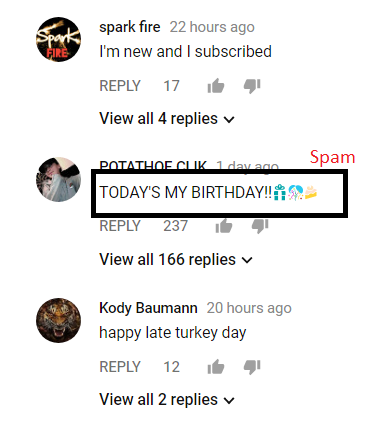 spark fire 22 hours ago
I'm new and I subscribed
REPLY 17
View all 4 replies
Spam
POTATHOE CLIK 1 day ago
TODAY'S MY BIRTHDAY!!
REPLY 237
View all 166 replies
Kody Baumann 20 hours ago
happy late turkey day
REPLY 12
View all 2 replies